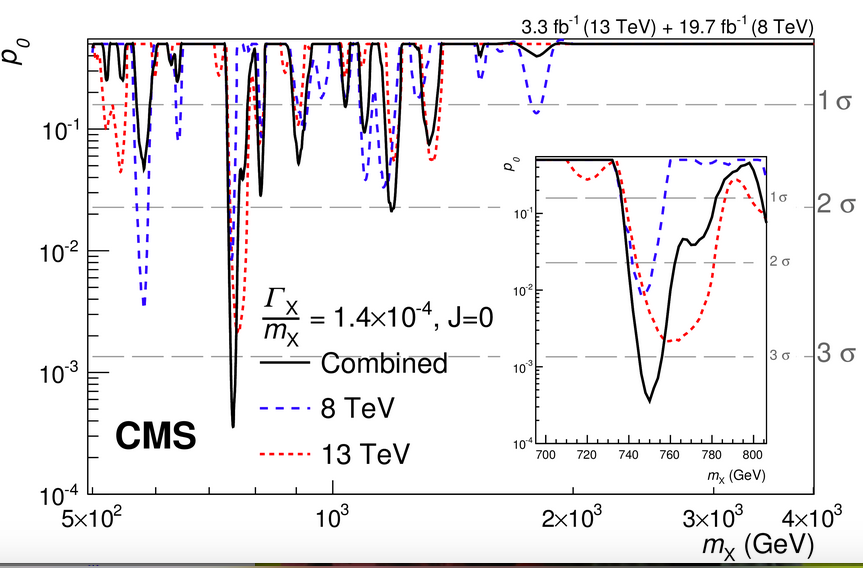 3.3 fb⁻¹ (13 TeV) + 19.7 fb⁻¹ (8 TeV)
p₀
10⁻¹
10⁻²
10⁻³
10⁻⁴
1 σ
2 σ
3 σ
Γ_X/m_X = 1.4×10⁻⁴, J=0
Combined
8 TeV
13 TeV
CMS
p₀
10⁻¹
10⁻²
10⁻³
10⁻⁴
1 σ
2 σ
3 σ
700 720 740 760 780 800
m_X (GeV)
5×10² 10³ 2×10³ 3×10³ 4×10³
m_X (GeV)